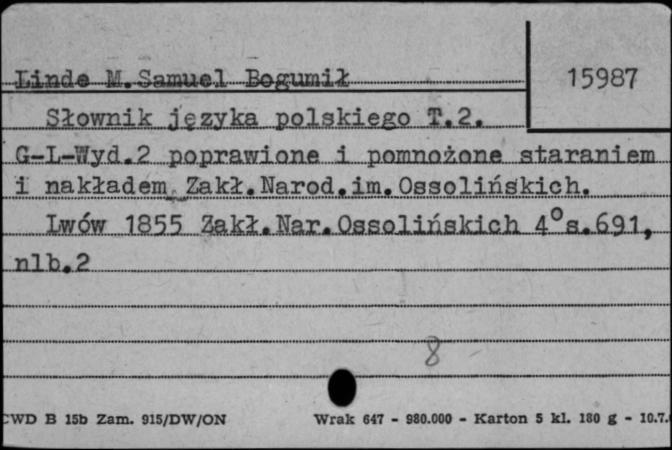 Linde M.Samuel Bogumił
15987
Słownik języka polskiego T.2.
G-L-Wyd.2 poprawione i pomnożone staraniem
i nakładem Zakł.Narod.im.Ossolińskich.
Lwów 1855 Zakł.Nar.Ossolińskich 4° s.691,
nlb.2
8
CWD B 15b Zam. 915/DW/ON Wrak 647 - 980.000 - Karton 5 kl. 180 g - 10.7.